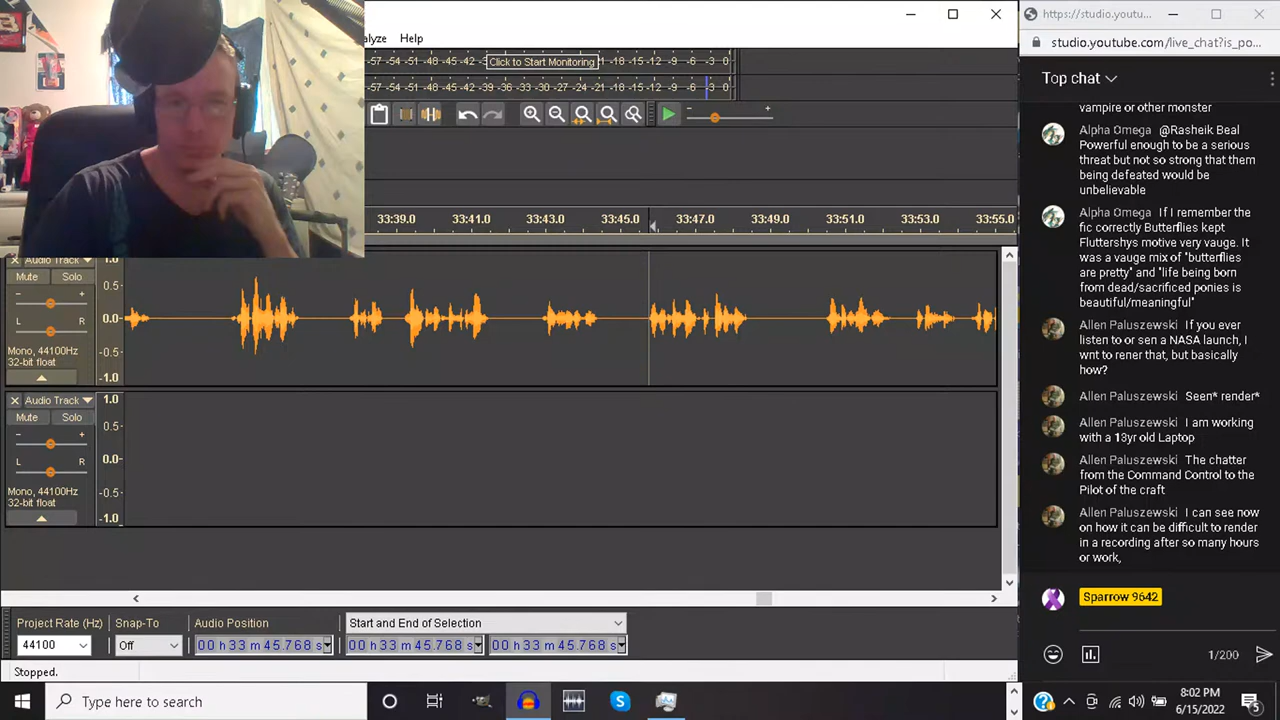 https://studio.youtu...
studio.youtube.com/live_chat?is_po...
alyze Help
-57 -54 -51 -48 -45 -42 Click to Start Monitoring -18 -15 -12 -9 -6 -3 0
-57 -54 -51 -48 -45 -42 -39 -36 -33 -30 -27 -24 -21 -18 -15 -12 -9 -6 -3 0
33:39.0 33:41.0 33:43.0 33:45.0 33:47.0 33:49.0 33:51.0 33:53.0 33:55.0
Audio Track 1.0
Mute Solo
0.5
L R 0.0
Mono, 44100Hz
32-bit float -0.5
-1.0
Audio Track 1.0
Mute Solo
0.5
L R 0.0
Mono, 44100Hz
32-bit float -0.5
-1.0
Project Rate (Hz) Snap-To Audio Position Start and End of Selection
44100 Off 00 h 33 m 45.768 s 00 h 33 m 45.768 s 00 h 33 m 45.768 s
Stopped.
Type here to search
8:02 PM
6/15/2022
5
Top chat
vampire or other monster
Alpha Omega @Rasheik Beal
Powerful enough to be a serious
threat but not so strong that them
being defeated would be
unbelievable
Alpha Omega If I remember the
fic correctly Butterflies kept
Fluttershys motive very vauge. It
was a vauge mix of "butterflies
are pretty" and "life being born
from dead/sacrificed ponies is
beautiful/meaningful"
Allen Paluszewski If you ever
listen to or sen a NASA launch, I
wnt to rener that, but basically
how?
Allen Paluszewski Seen* render*
Allen Paluszewski I am working
with a 13yr old Laptop
Allen Paluszewski The chatter
from the Command Control to the
Pilot of the craft
Allen Paluszewski I can see now
on how it can be difficult to render
in a recording after so many hours
or work,
Sparrow 9642
1/200